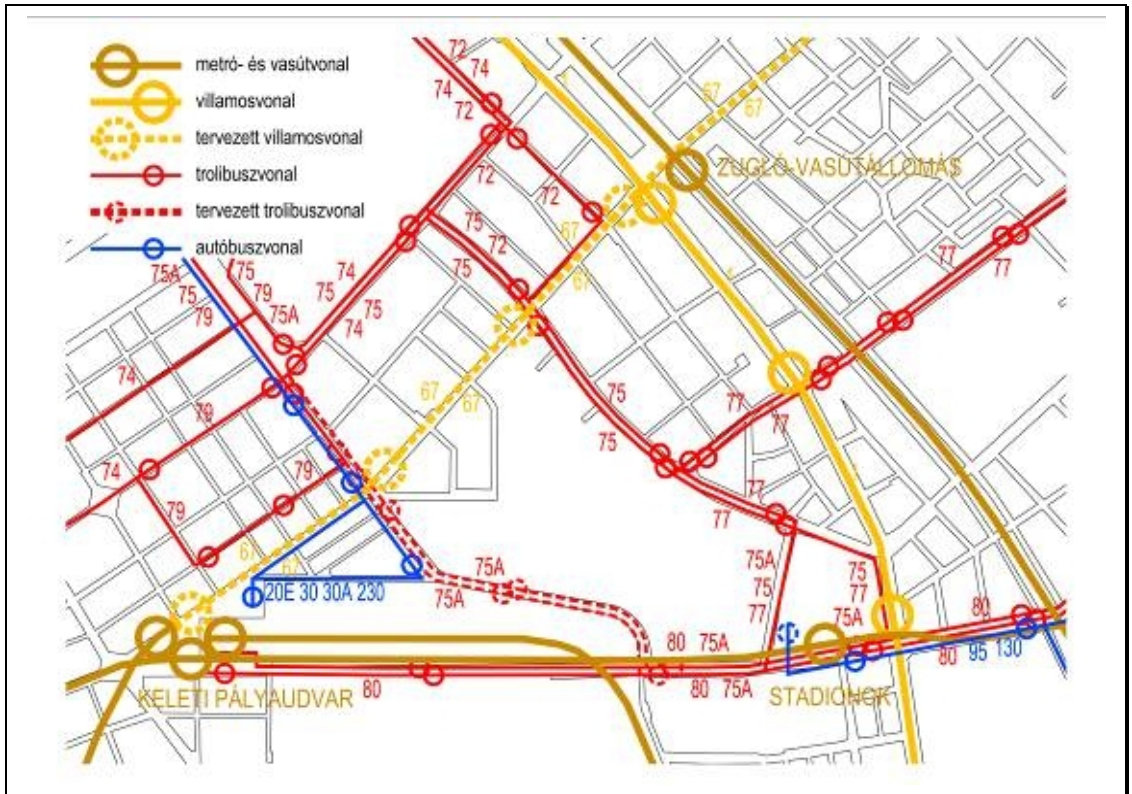 metró- és vasútvonal
villamosvonal
tervezett villamosvonal
trolibuszvonal
tervezett trolibuszvonal
autóbuszvonal
72
74
74
72
67
67
ZUGLÓ-VASÚTÁLLOMÁS
72
72
75
72
67
67
77
77
75A
75
79
75
79
75A
74
75
75
74
75
74
79
67
67
75
75
77
77
74
79
77
77
67
67
75A
75A
75A
75
77
75
77
20E 30 30A 230
75A
80
80
95 130
80
75A
80
75A
80
KELETI PÁLYAUDVAR
STADIONOK